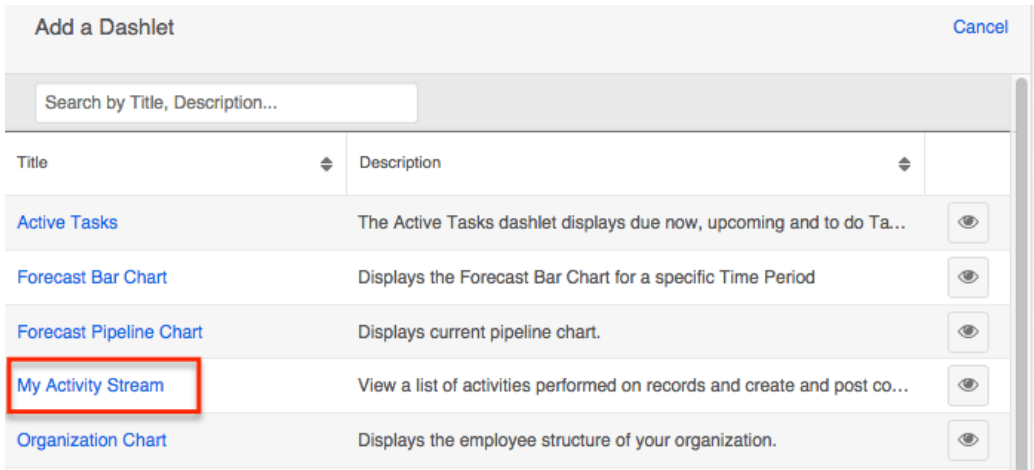 Add a Dashlet Cancel
Search by Title, Description...
Title Description
Active Tasks The Active Tasks dashlet displays due now, upcoming and to do Ta...
Forecast Bar Chart Displays the Forecast Bar Chart for a specific Time Period
Forecast Pipeline Chart Displays current pipeline chart.
My Activity Stream View a list of activities performed on records and create and post co...
Organization Chart Displays the employee structure of your organization.